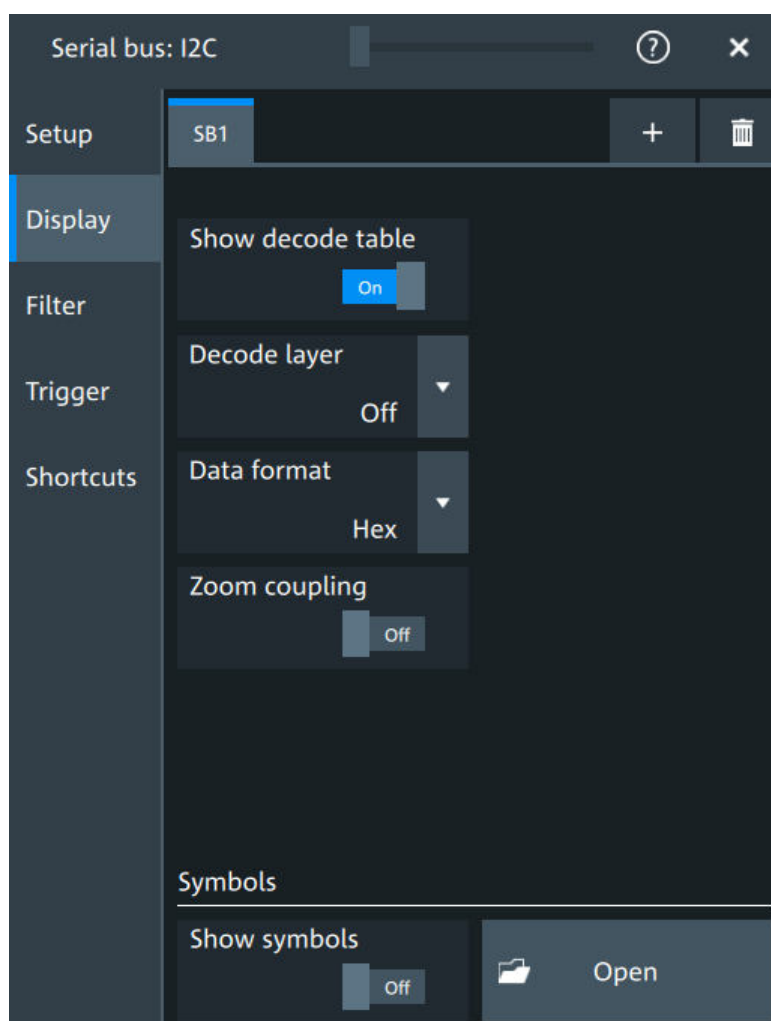 Serial bus: I2C
?
×
Setup
SB1
+
Display
Show decode table
On
Filter
Decode layer
Off
Trigger
Data format
Hex
Shortcuts
Zoom coupling
Off
Symbols
Show symbols
Off
Open